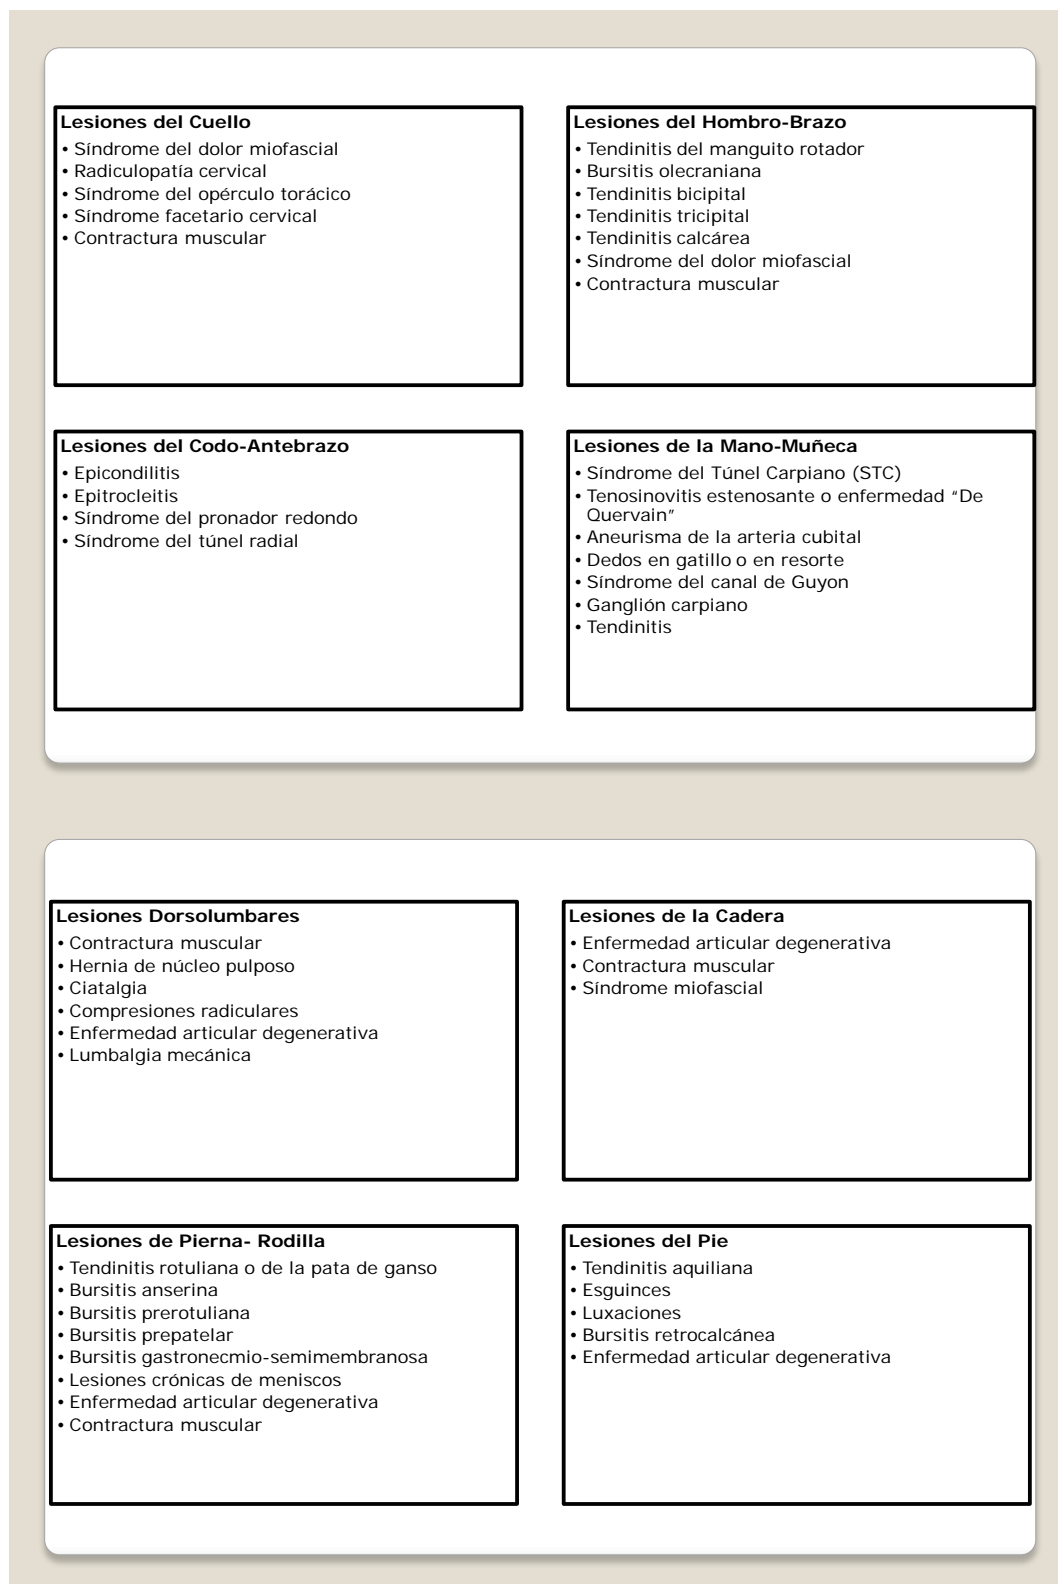 Lesiones del Cuello
• Síndrome del dolor miofascial
• Radiculopatía cervical
• Síndrome del opérculo torácico
• Síndrome facetario cervical
• Contractura muscular
Lesiones del Hombro-Brazo
• Tendinitis del manguito rotador
• Bursitis olecraniana
• Tendinitis bicipital
• Tendinitis tricipital
• Tendinitis calcárea
• Síndrome del dolor miofascial
• Contractura muscular
Lesiones del Codo-Antebrazo
• Epicondilitis
• Epitrocleitis
• Síndrome del pronador redondo
• Síndrome del túnel radial
Lesiones de la Mano-Muñeca
• Síndrome del Túnel Carpiano (STC)
• Tenosinovitis estenosante o enfermedad “De
Quervain”
• Aneurisma de la arteria cubital
• Dedos en gatillo o en resorte
• Síndrome del canal de Guyon
• Ganglión carpiano
• Tendinitis
Lesiones Dorsolumbares
• Contractura muscular
• Hernia de núcleo pulposo
• Ciatalgia
• Compresiones radiculares
• Enfermedad articular degenerativa
• Lumbalgia mecánica
Lesiones de la Cadera
• Enfermedad articular degenerativa
• Contractura muscular
• Síndrome miofascial
Lesiones de Pierna- Rodilla
• Tendinitis rotuliana o de la pata de ganso
• Bursitis anserina
• Bursitis prerotuliana
• Bursitis prepatelar
• Bursitis gastronecmio-semimembranosa
• Lesiones crónicas de meniscos
• Enfermedad articular degenerativa
• Contractura muscular
Lesiones del Pie
• Tendinitis aquiliana
• Esguinces
• Luxaciones
• Bursitis retrocalcánea
• Enfermedad articular degenerativa